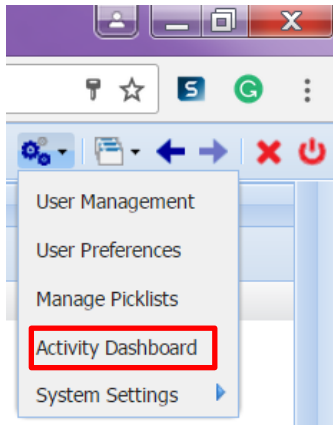 S G
User Management
User Preferences
Manage Picklists
Activity Dashboard
System Settings